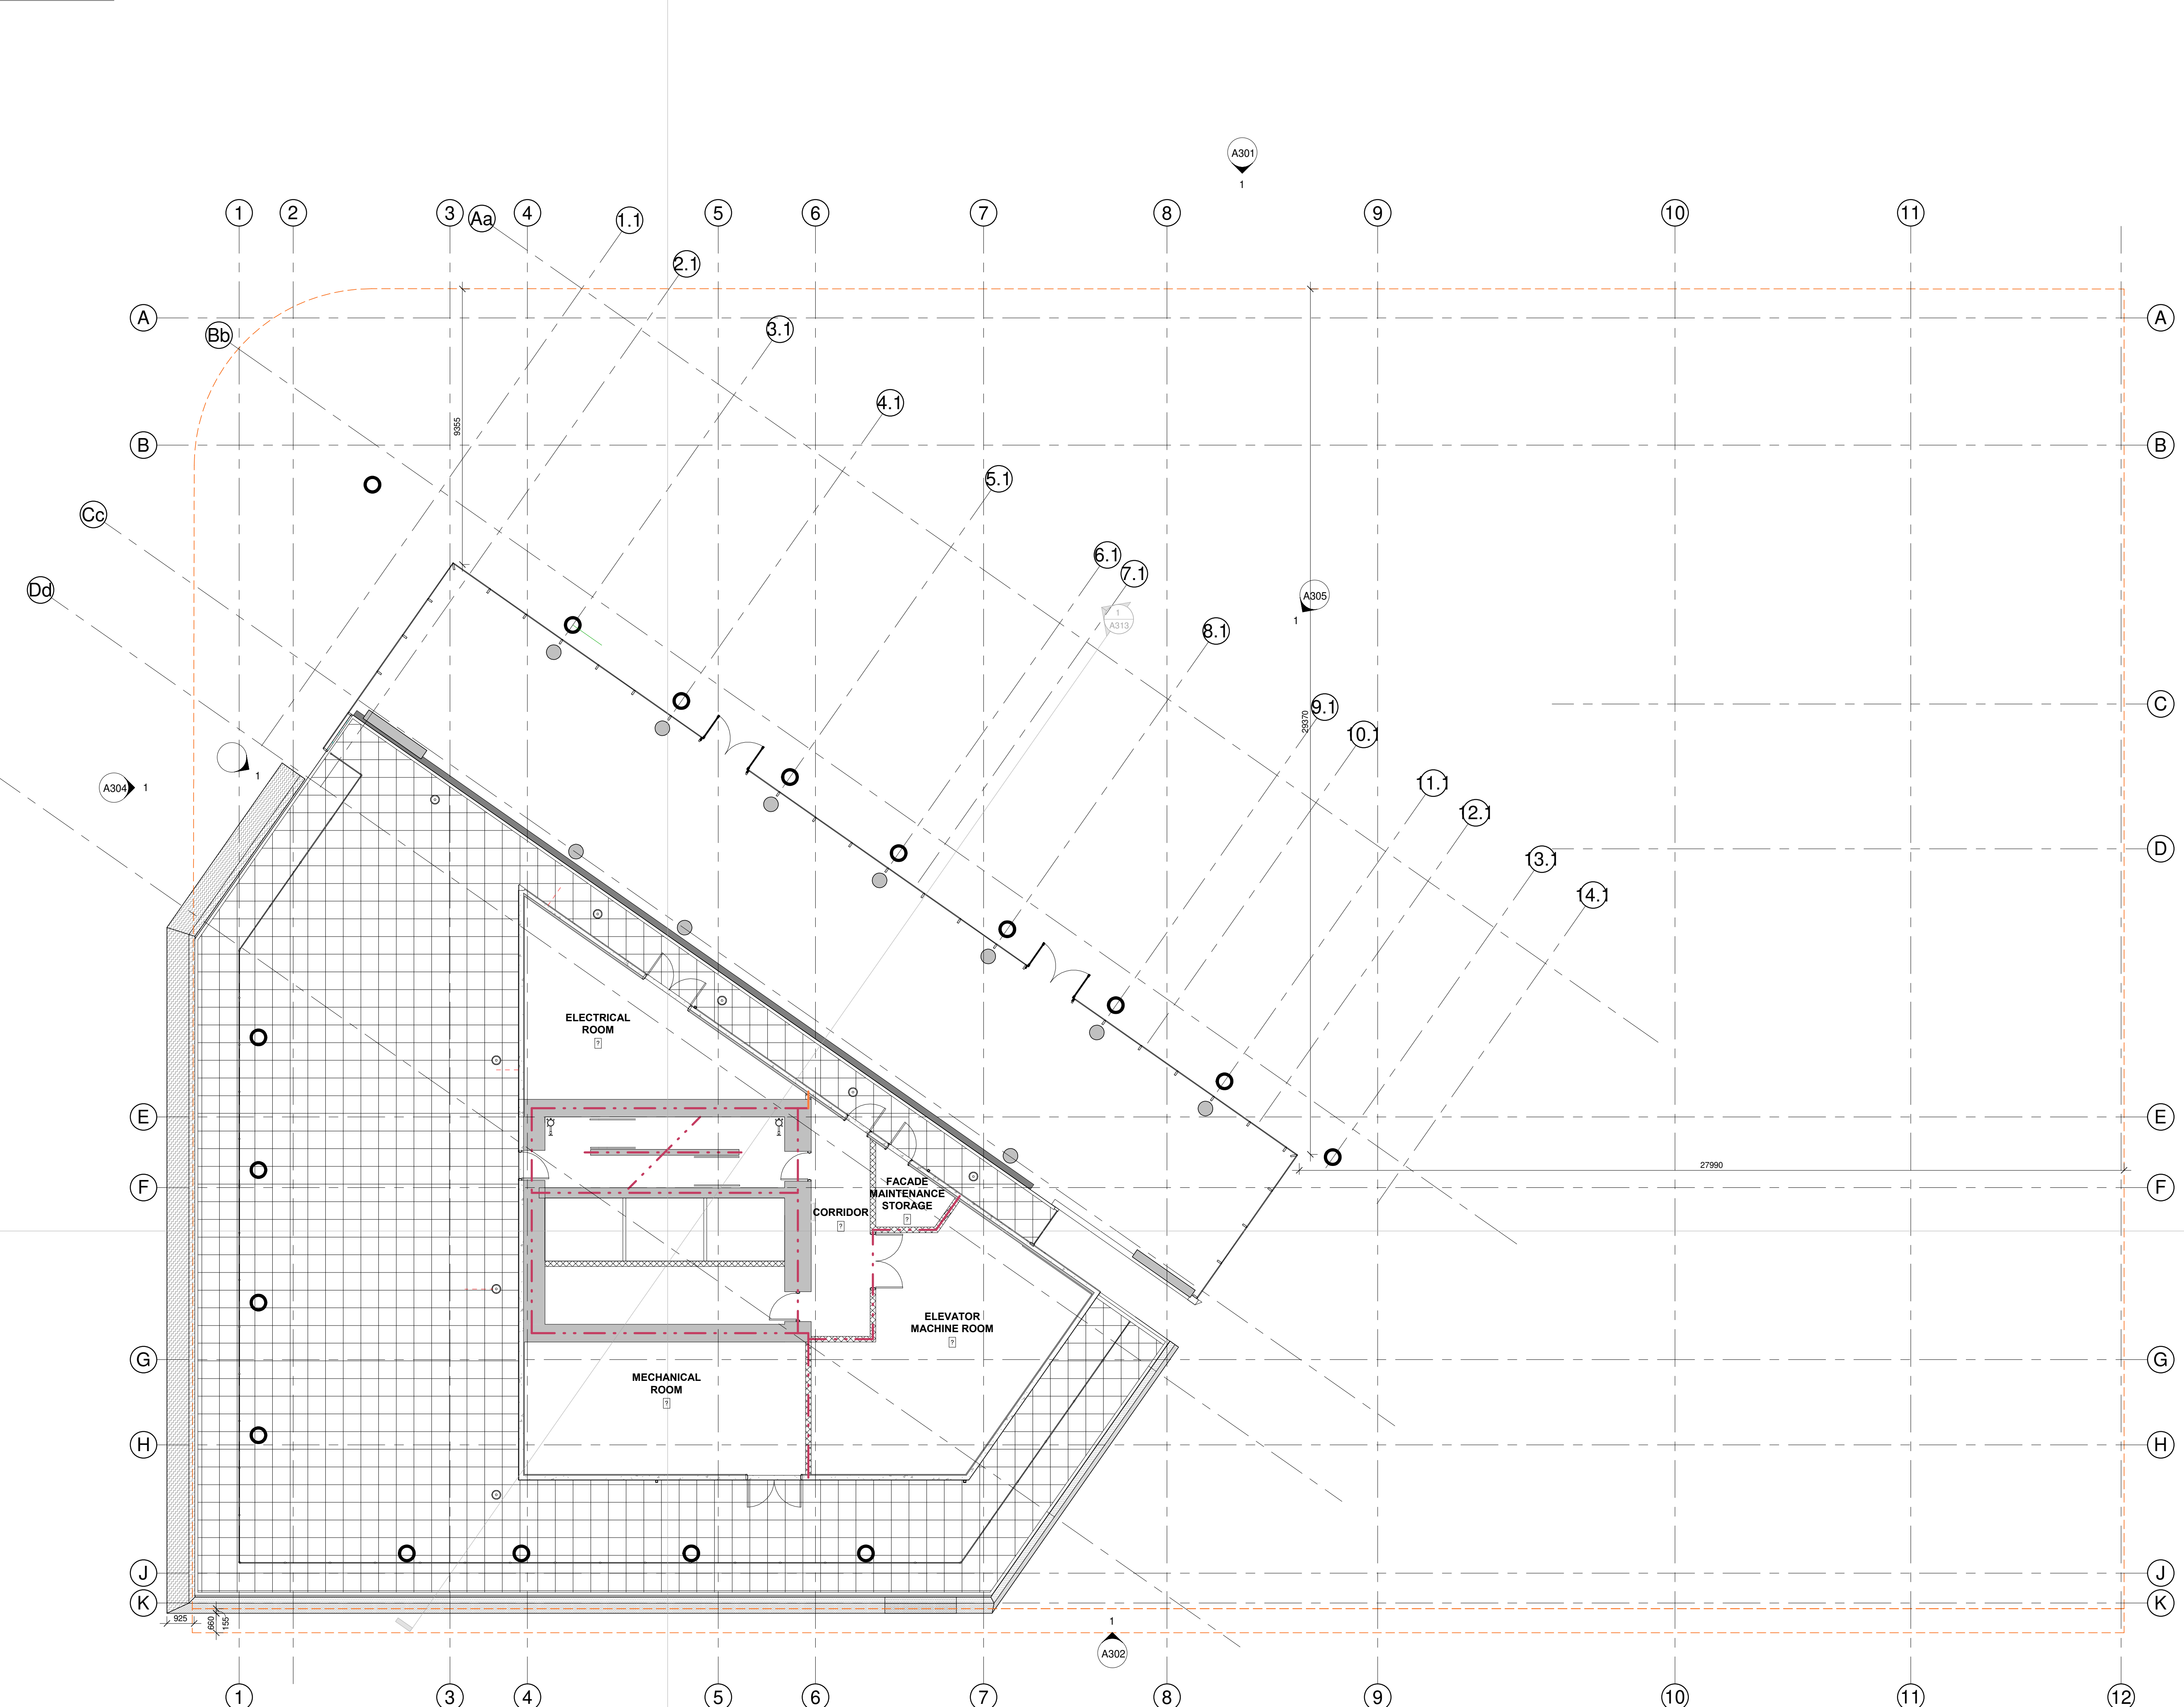 A301
1
1
2
3
Aa
4
1.1
5
6
7
8
9
10
11
2.1
A
A
3.1
Bb
4.1
9355
B
B
5.1
Cc
6.1
7.1
1
A313
Dd
A305
1
8.1
C
C
9.1
29370
10.1
1
A304
1
11.1
12.1
D
D
13.1
14.1
ELECTRICAL
ROOM
?
E
E
27990
F
F
FACADE
MAINTENANCE
STORAGE
?
CORRIDOR
?
ELEVATOR
MACHINE ROOM
?
G
G
MECHANICAL
ROOM
?
H
H
J
J
K
K
925
660
155
1
A302
1
3
4
5
6
7
8
9
10
11
12